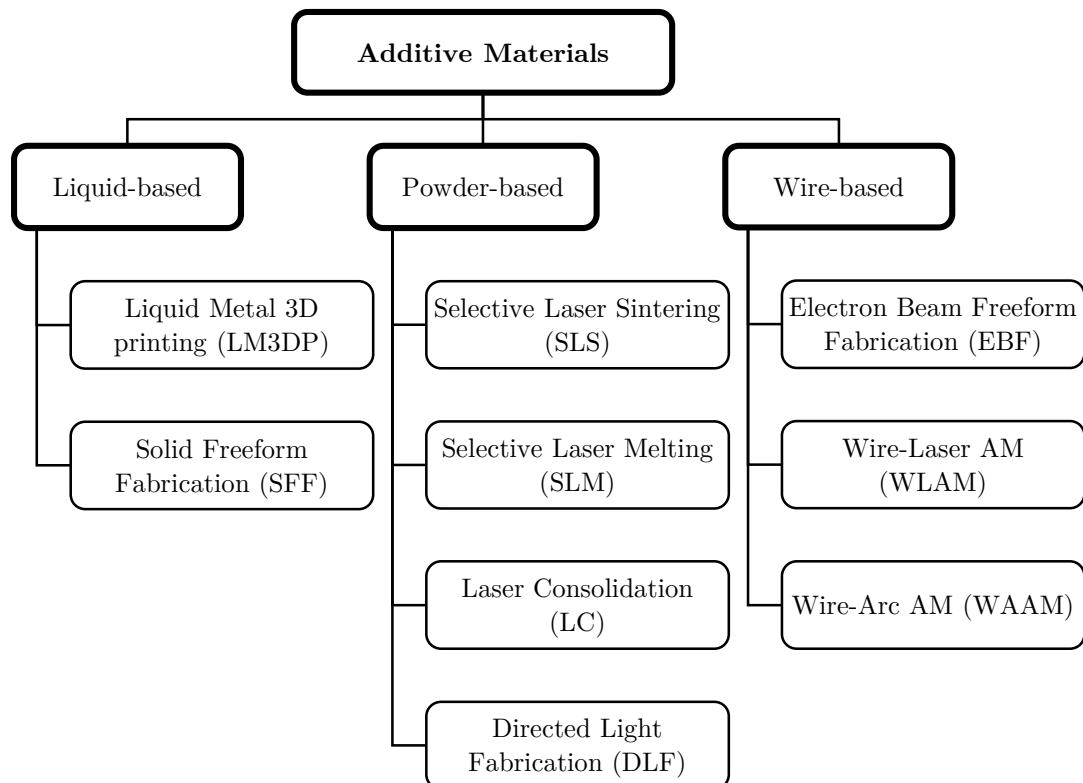 Additive Materials
Liquid-based
Powder-based
Wire-based
Liquid Metal 3D
printing (LM3DP)
Selective Laser Sintering
(SLS)
Electron Beam Freeform
Fabrication (EBF)
Solid Freeform
Fabrication (SFF)
Selective Laser Melting
(SLM)
Wire-Laser AM
(WLAM)
Laser Consolidation
(LC)
Wire-Arc AM (WAAM)
Directed Light
Fabrication (DLF)